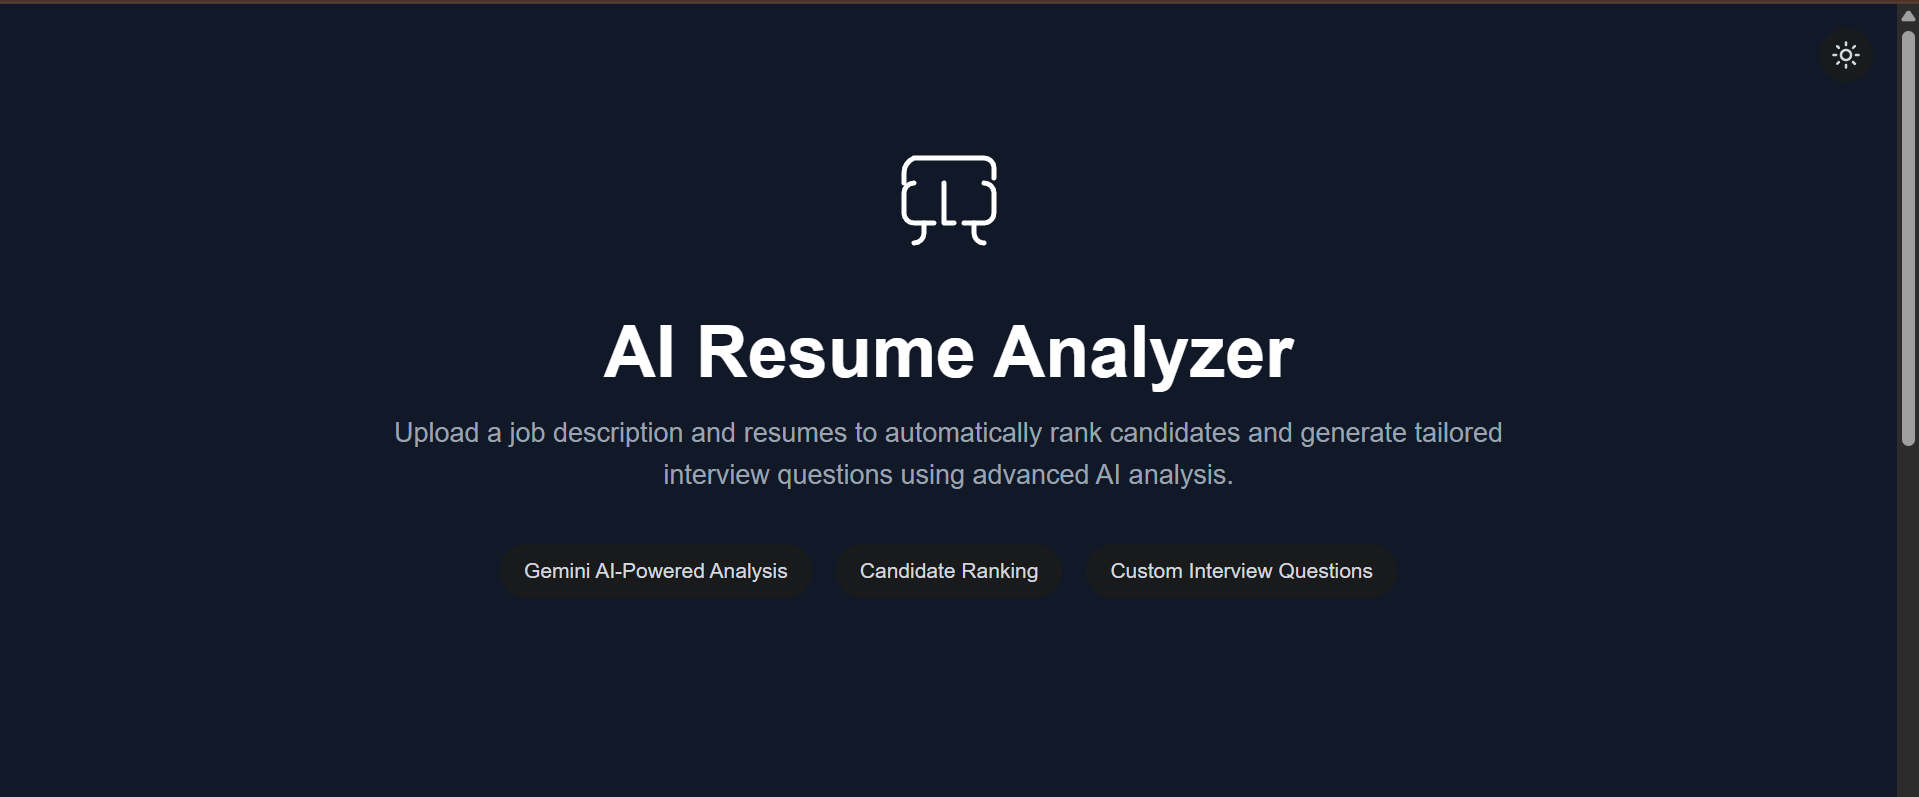 AI Resume Analyzer
Upload a job description and resumes to automatically rank candidates and generate tailored
interview questions using advanced AI analysis.
Gemini AI-Powered Analysis
Candidate Ranking
Custom Interview Questions